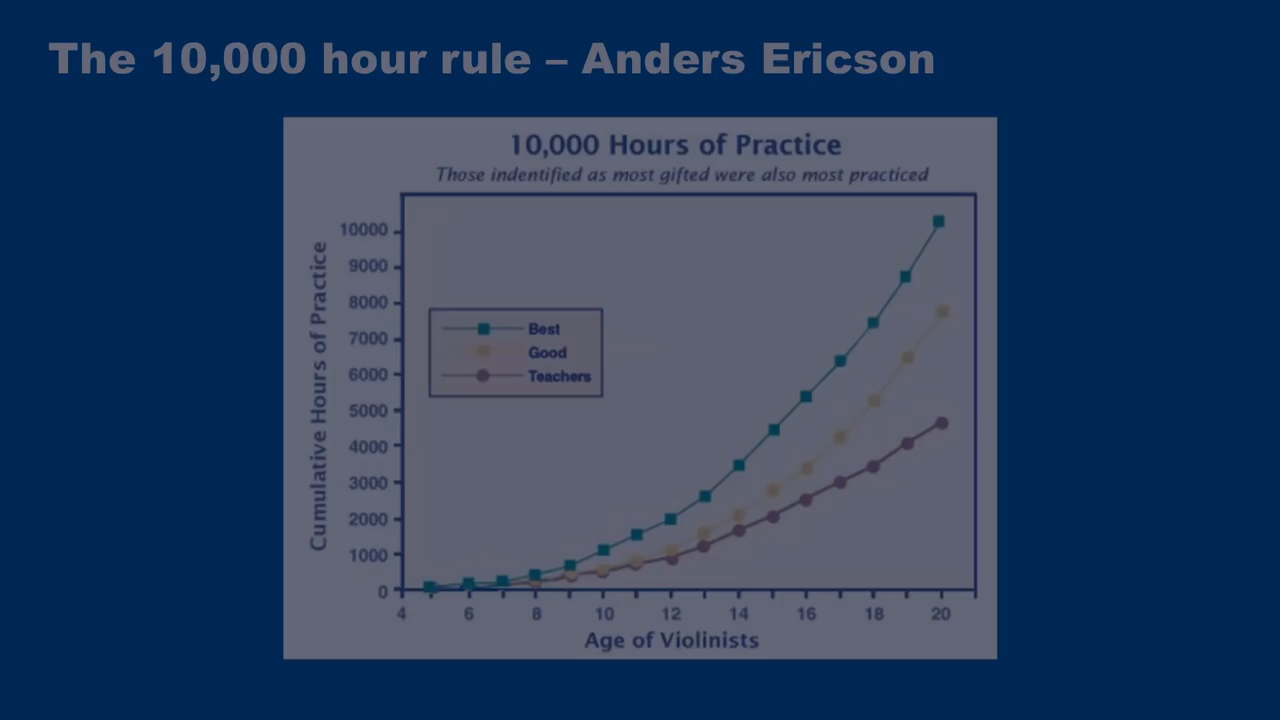 The 10,000 hour rule – Anders Ericson
10,000 Hours of Practice
Those indentified as most gifted were also most practiced
Cumulative Hours of Practice
10000
9000
8000
7000
6000
5000
4000
3000
2000
1000
0
Best
Good
Teachers
4 6 8 10 12 14 16 18 20
Age of Violinists